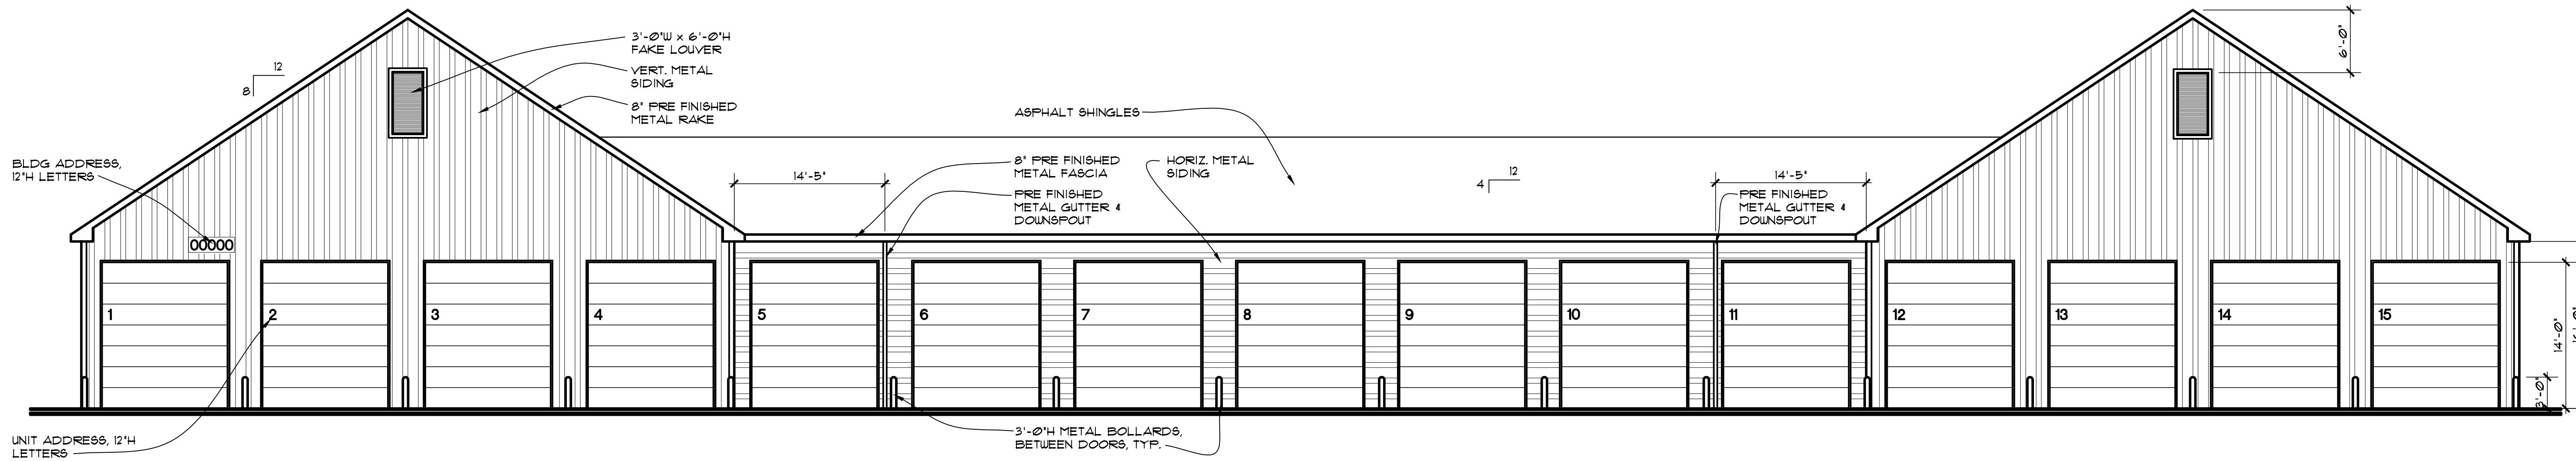 3'-0"W x 6'-0"H
FAKE LOUVER
VERT. METAL
SIDING
8" PRE FINISHED
METAL RAKE
12
8
BLDG ADDRESS,
12"H LETTERS
00000
ASPHALT SHINGLES
8" PRE FINISHED
METAL FASCIA
HORIZ. METAL
SIDING
14'-5"
PRE FINISHED
METAL GUTTER &
DOWNSPOUT
12
4
14'-5"
PRE FINISHED
METAL GUTTER &
DOWNSPOUT
6'-0"
1
2
3
4
5
6
7
8
9
10
11
12
13
14
15
14'-0"
3'-0"
UNIT ADDRESS, 12"H
LETTERS
3'-0"H METAL BOLLARDS,
BETWEEN DOORS, TYP.